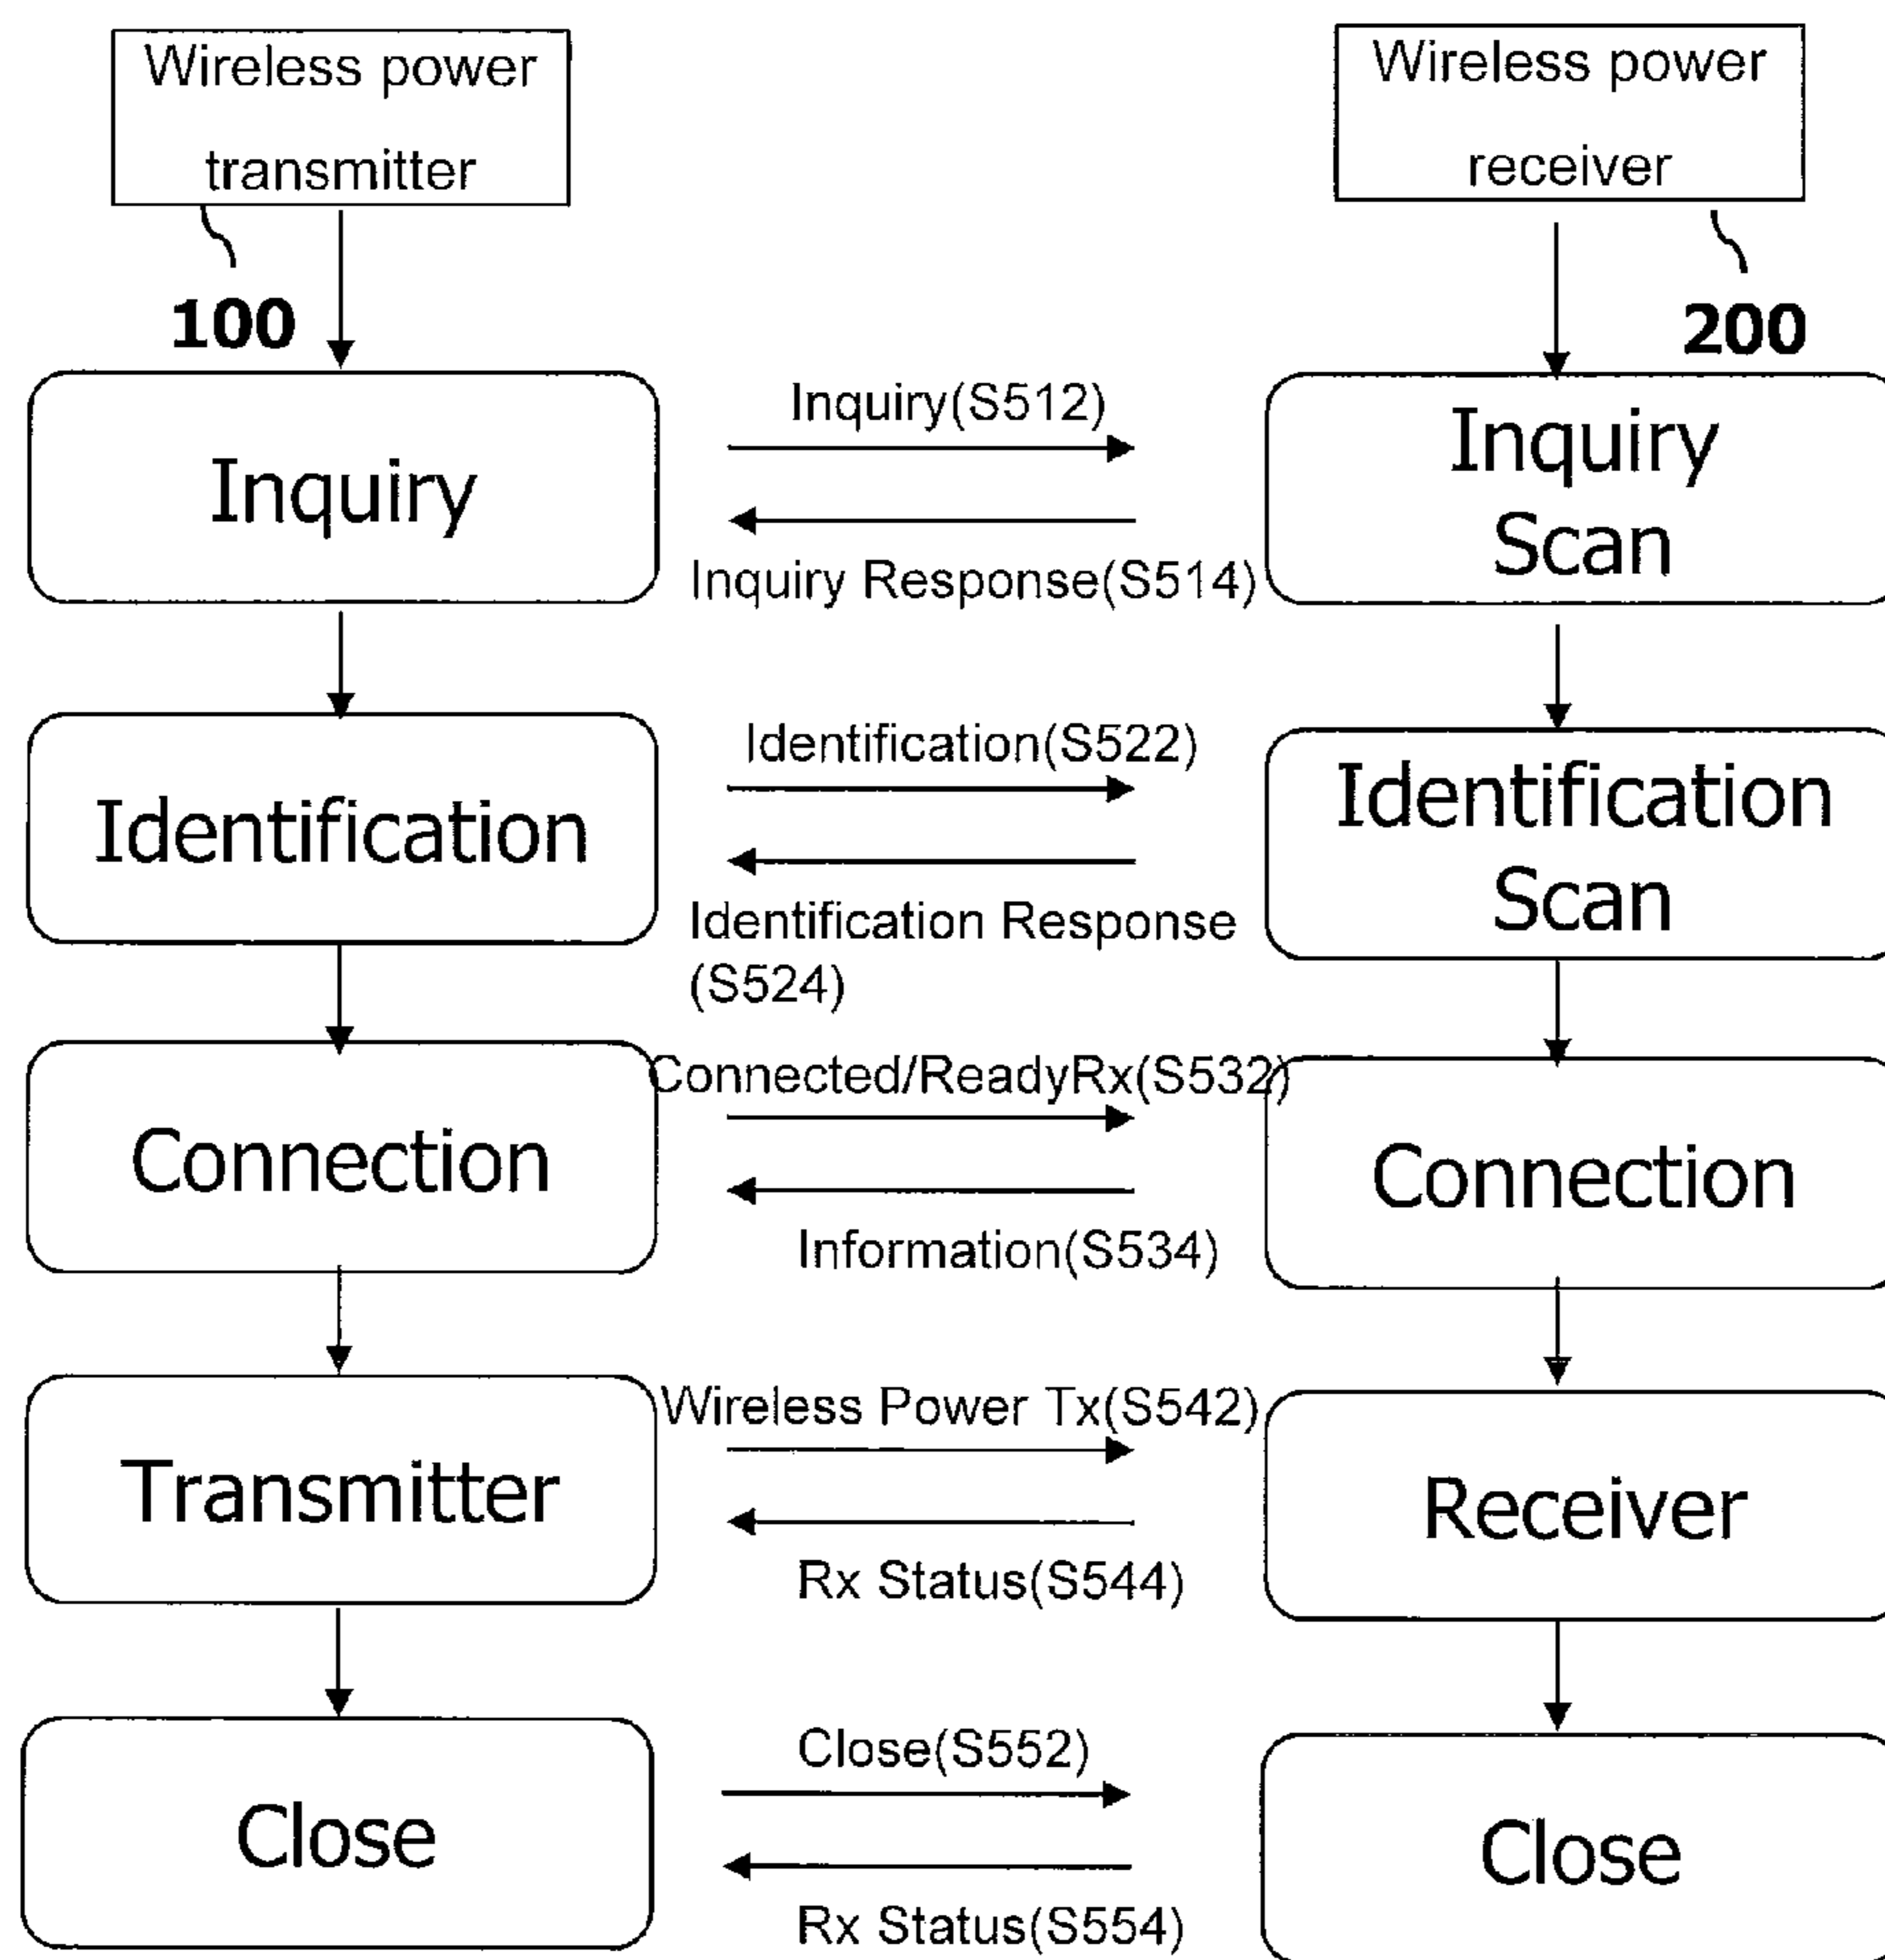 Wireless power
transmitter
Wireless power
receiver
100
200
Inquiry
Inquiry(S512)
Inquiry Response(S514)
Inquiry
Scan
Identification
Identification(S522)
Identification Response
(S524)
Identification
Scan
Connection
Connected/ReadyRx(S532)
Information(S534)
Connection
Transmitter
Wireless Power Tx(S542)
Rx Status(S544)
Receiver
Close
Close(S552)
Rx Status(S554)
Close